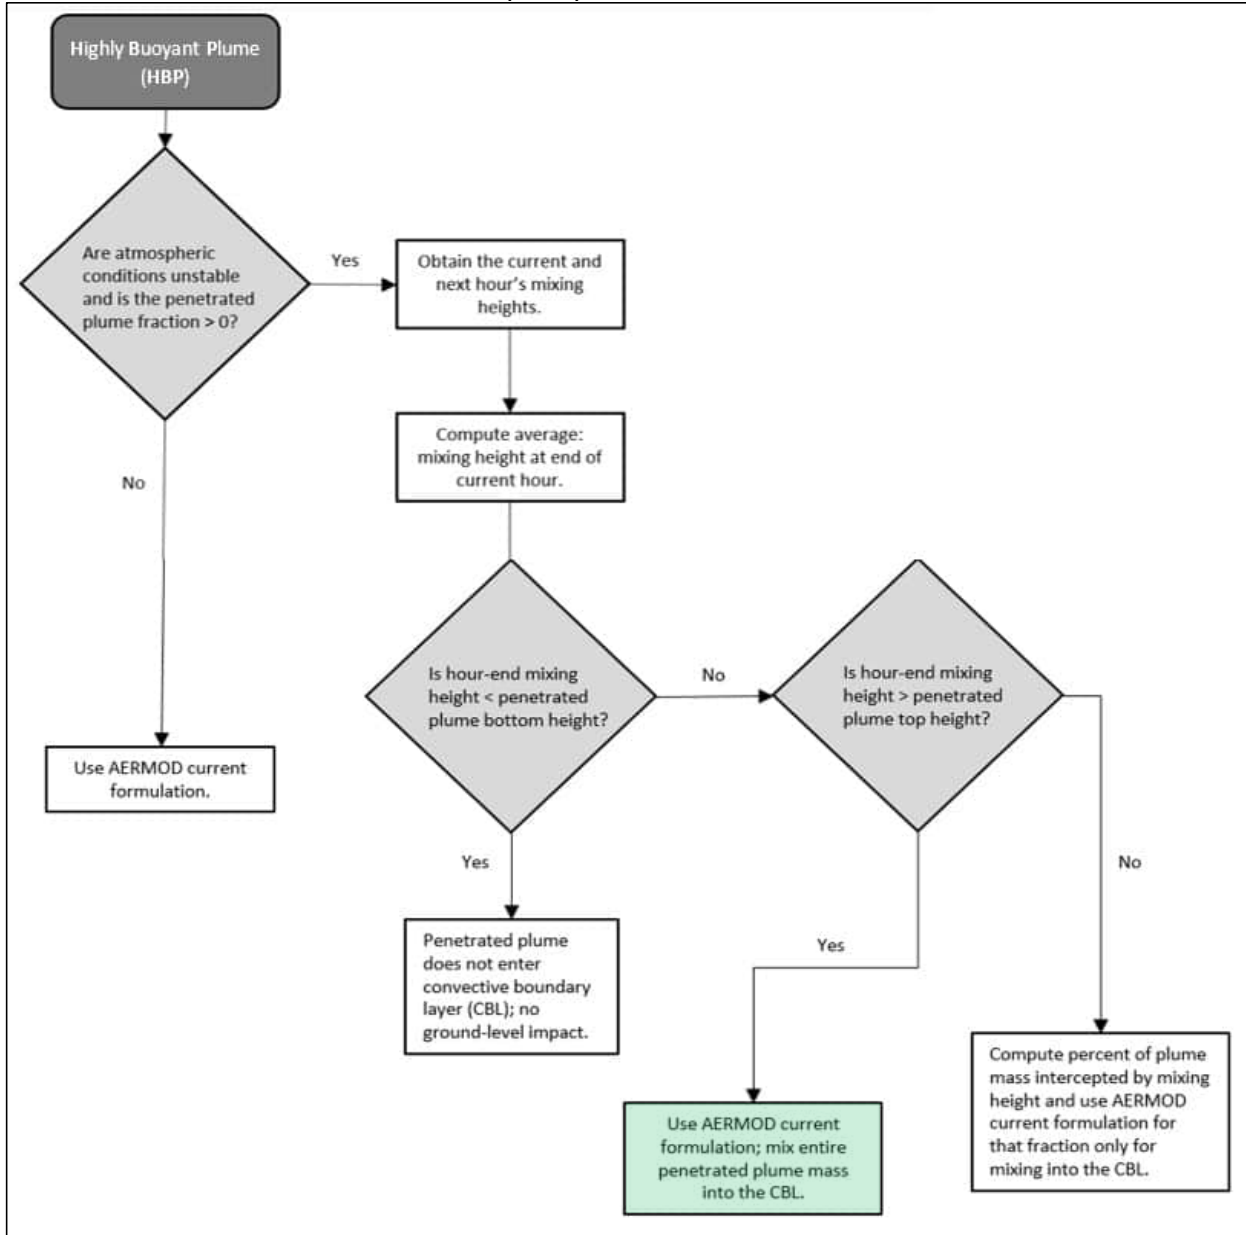 Highly Buoyant Plume
(HBP)
Are atmospheric
conditions unstable
and is the penetrated
plume fraction > 0?
Yes
Obtain the current and
next hour's mixing
heights.
Compute average:
mixing height at end of
current hour.
No
Use AERMOD current
formulation.
Is hour-end mixing
height < penetrated
plume bottom height?
No
Is hour-end mixing
height > penetrated
plume top height?
Yes
Penetrated plume
does not enter
convective boundary
layer (CBL); no
ground-level impact.
Yes
Use AERMOD current
formulation; mix entire
penetrated plume mass
into the CBL.
No
Compute percent of plume
mass intercepted by mixing
height and use AERMOD
current formulation for
that fraction only for
mixing into the CBL.